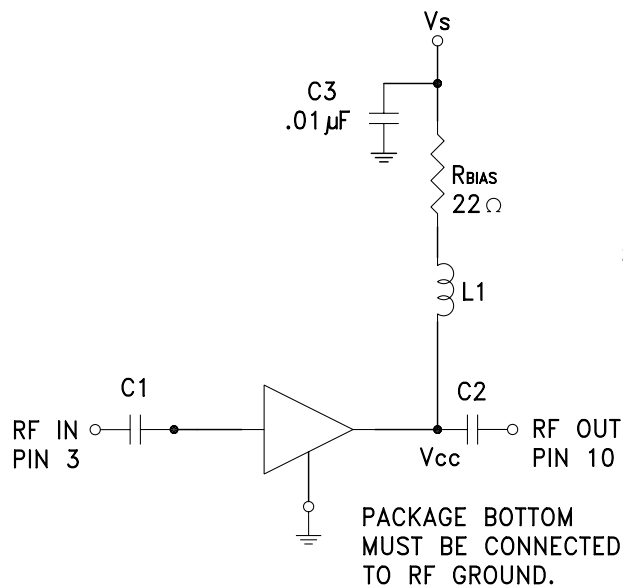 Vs
C3
.01µF
RBIAS
22Ω
L1
C1
C2
RF IN
PIN 3
Vcc
RF OUT
PIN 10
PACKAGE BOTTOM
MUST BE CONNECTED
TO RF GROUND.